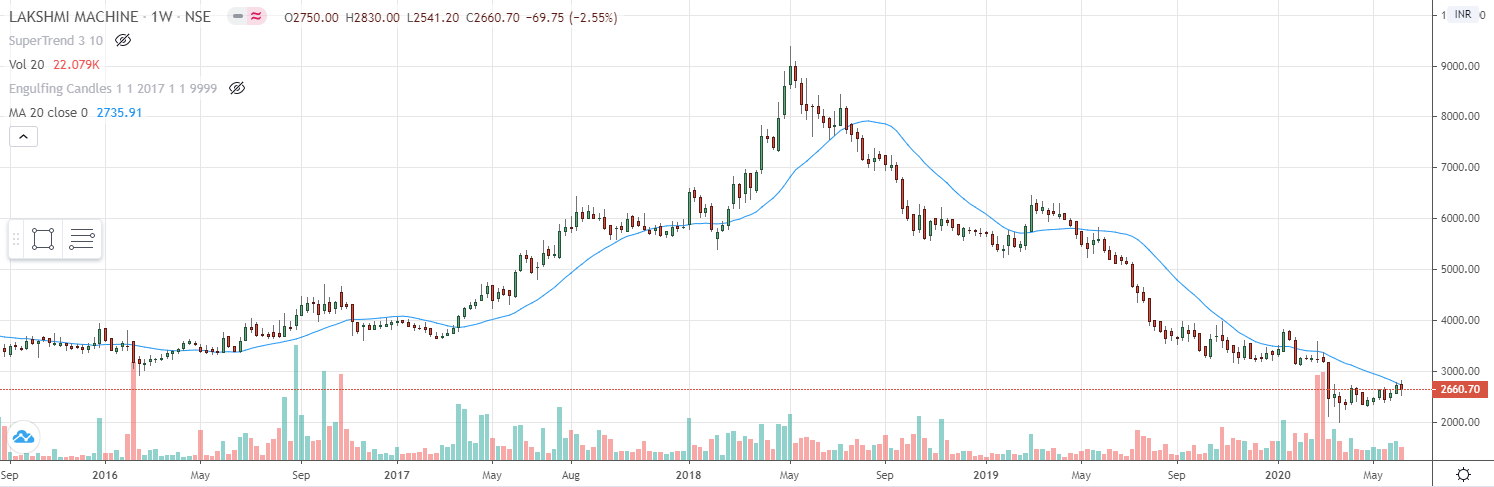 LAKSHMI MACHINE · 1W · NSE O2750.00 H2830.00 L2541.20 C2660.70 −69.75 (−2.55%)
INR
SuperTrend 3 10
Vol 20 22.079K
Engulfing Candles 1 1 2017 1 1 9999
MA 20 close 0 2735.91
9000.00
8000.00
7000.00
6000.00
5000.00
4000.00
3000.00
2660.70
2000.00
Sep 2016 May Sep 2017 May Aug 2018 May Sep 2019 May Sep 2020 May